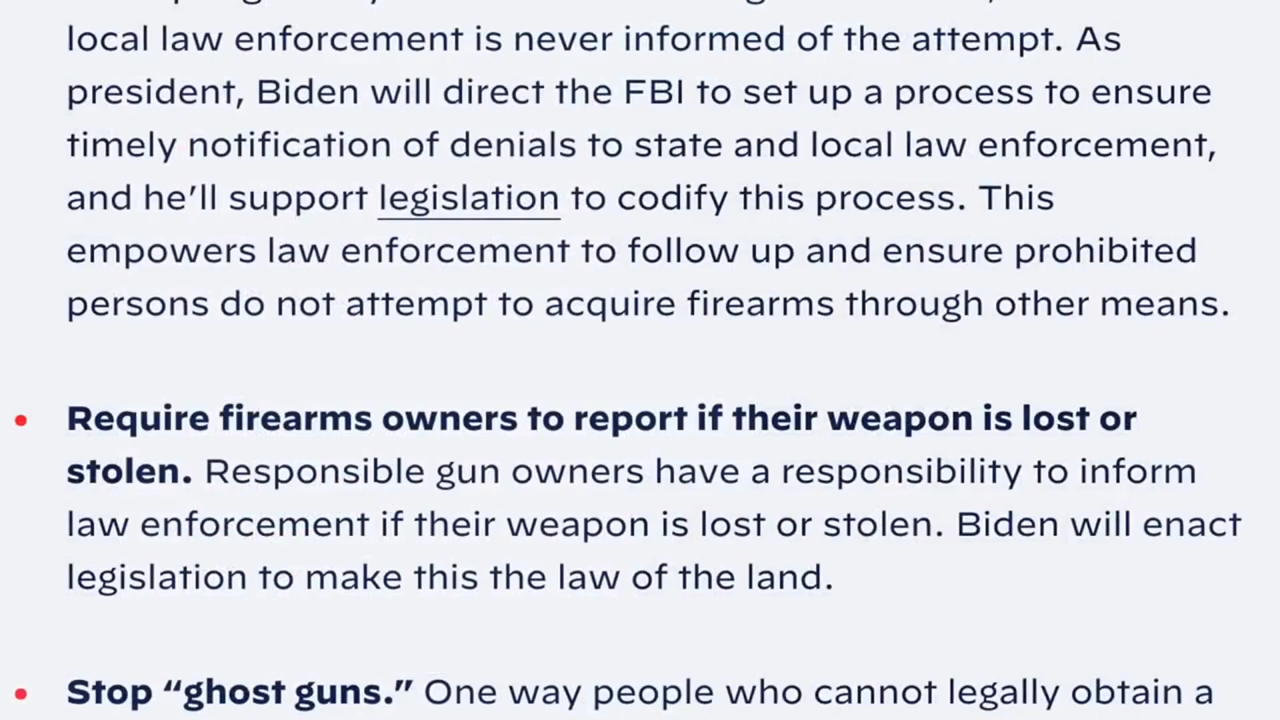 local law enforcement is never informed of the attempt. As
president, Biden will direct the FBI to set up a process to ensure
timely notification of denials to state and local law enforcement,
and he’ll support legislation to codify this process. This
empowers law enforcement to follow up and ensure prohibited
persons do not attempt to acquire firearms through other means.
• Require firearms owners to report if their weapon is lost or
stolen. Responsible gun owners have a responsibility to inform
law enforcement if their weapon is lost or stolen. Biden will enact
legislation to make this the law of the land.
• Stop “ghost guns.” One way people who cannot legally obtain a